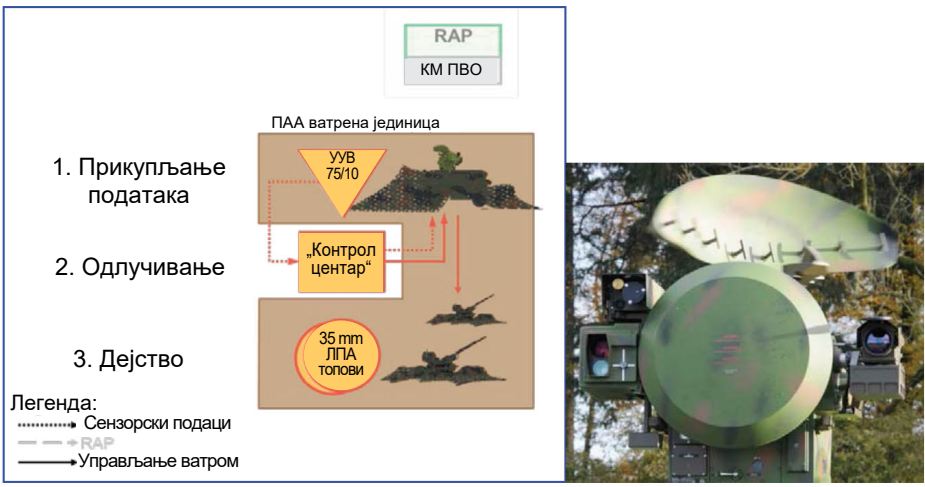 RAP
КМ ПВО
ПАА ватрена јединица
1. Прикупљање
података
УУВ
75/10
2. Одлучивање
„Контрол
центар“
3. Дејство
35 mm
ЛПА
топови
Легенда:
Сензорски подаци
RAP
Управљање ватром